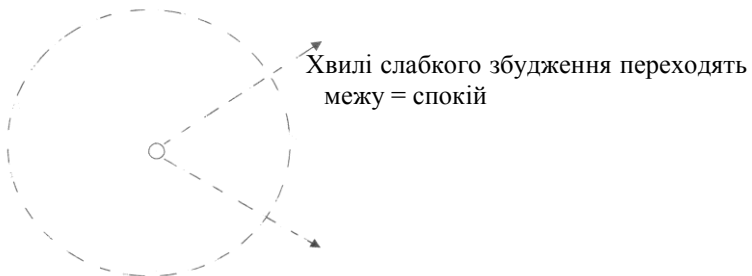 Хвилі слабкого збудження переходять
межу = спокій